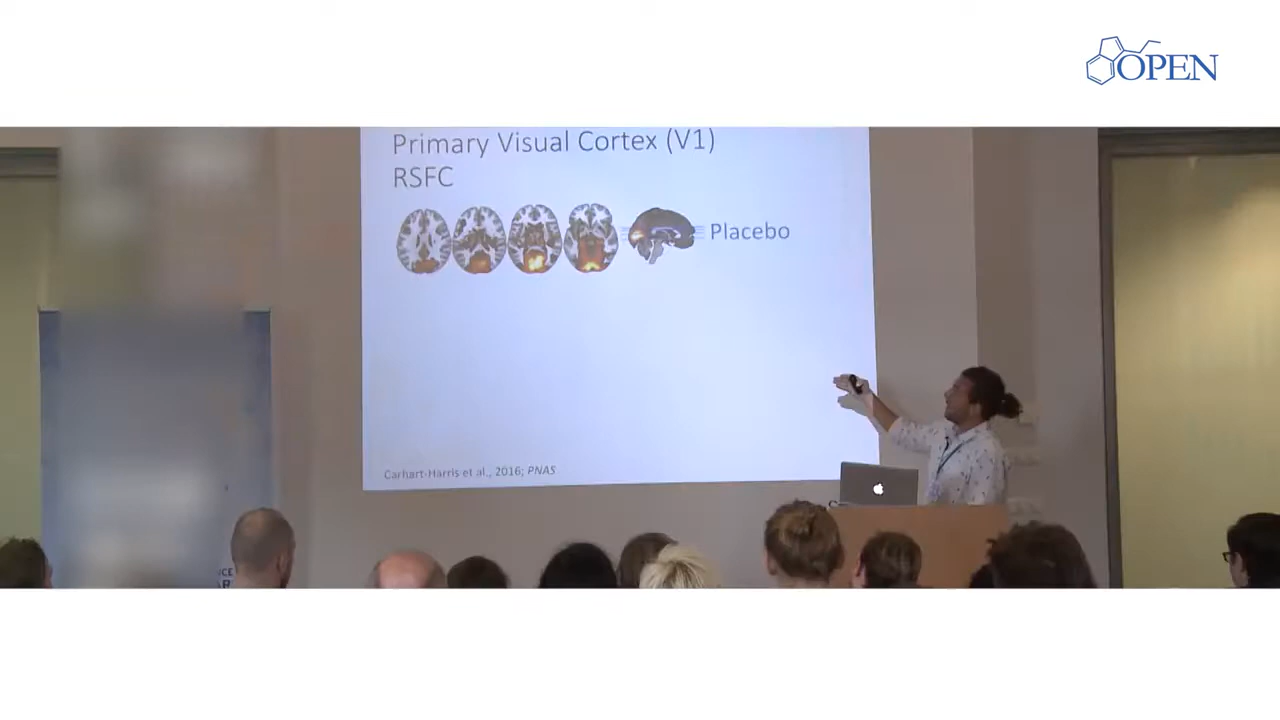 OPEN
Primary Visual Cortex (V1)
RSFC
Placebo
Carhart-Harris et al., 2016; PNAS